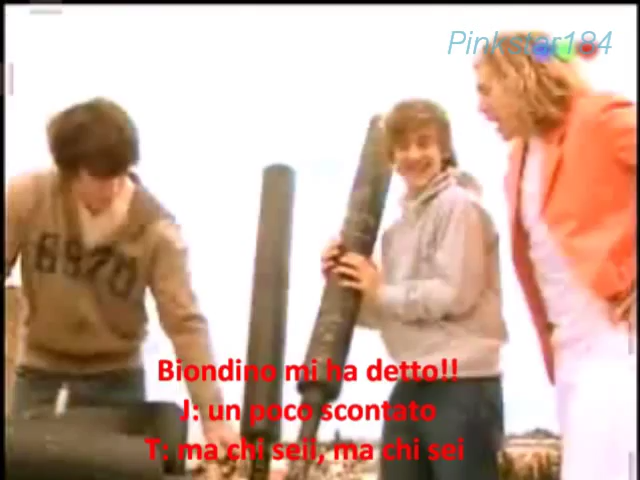 Pinkstar184
6970
Biondino mi ha detto!!
J: un poco scontato
T: ma chi seii, ma chi sei